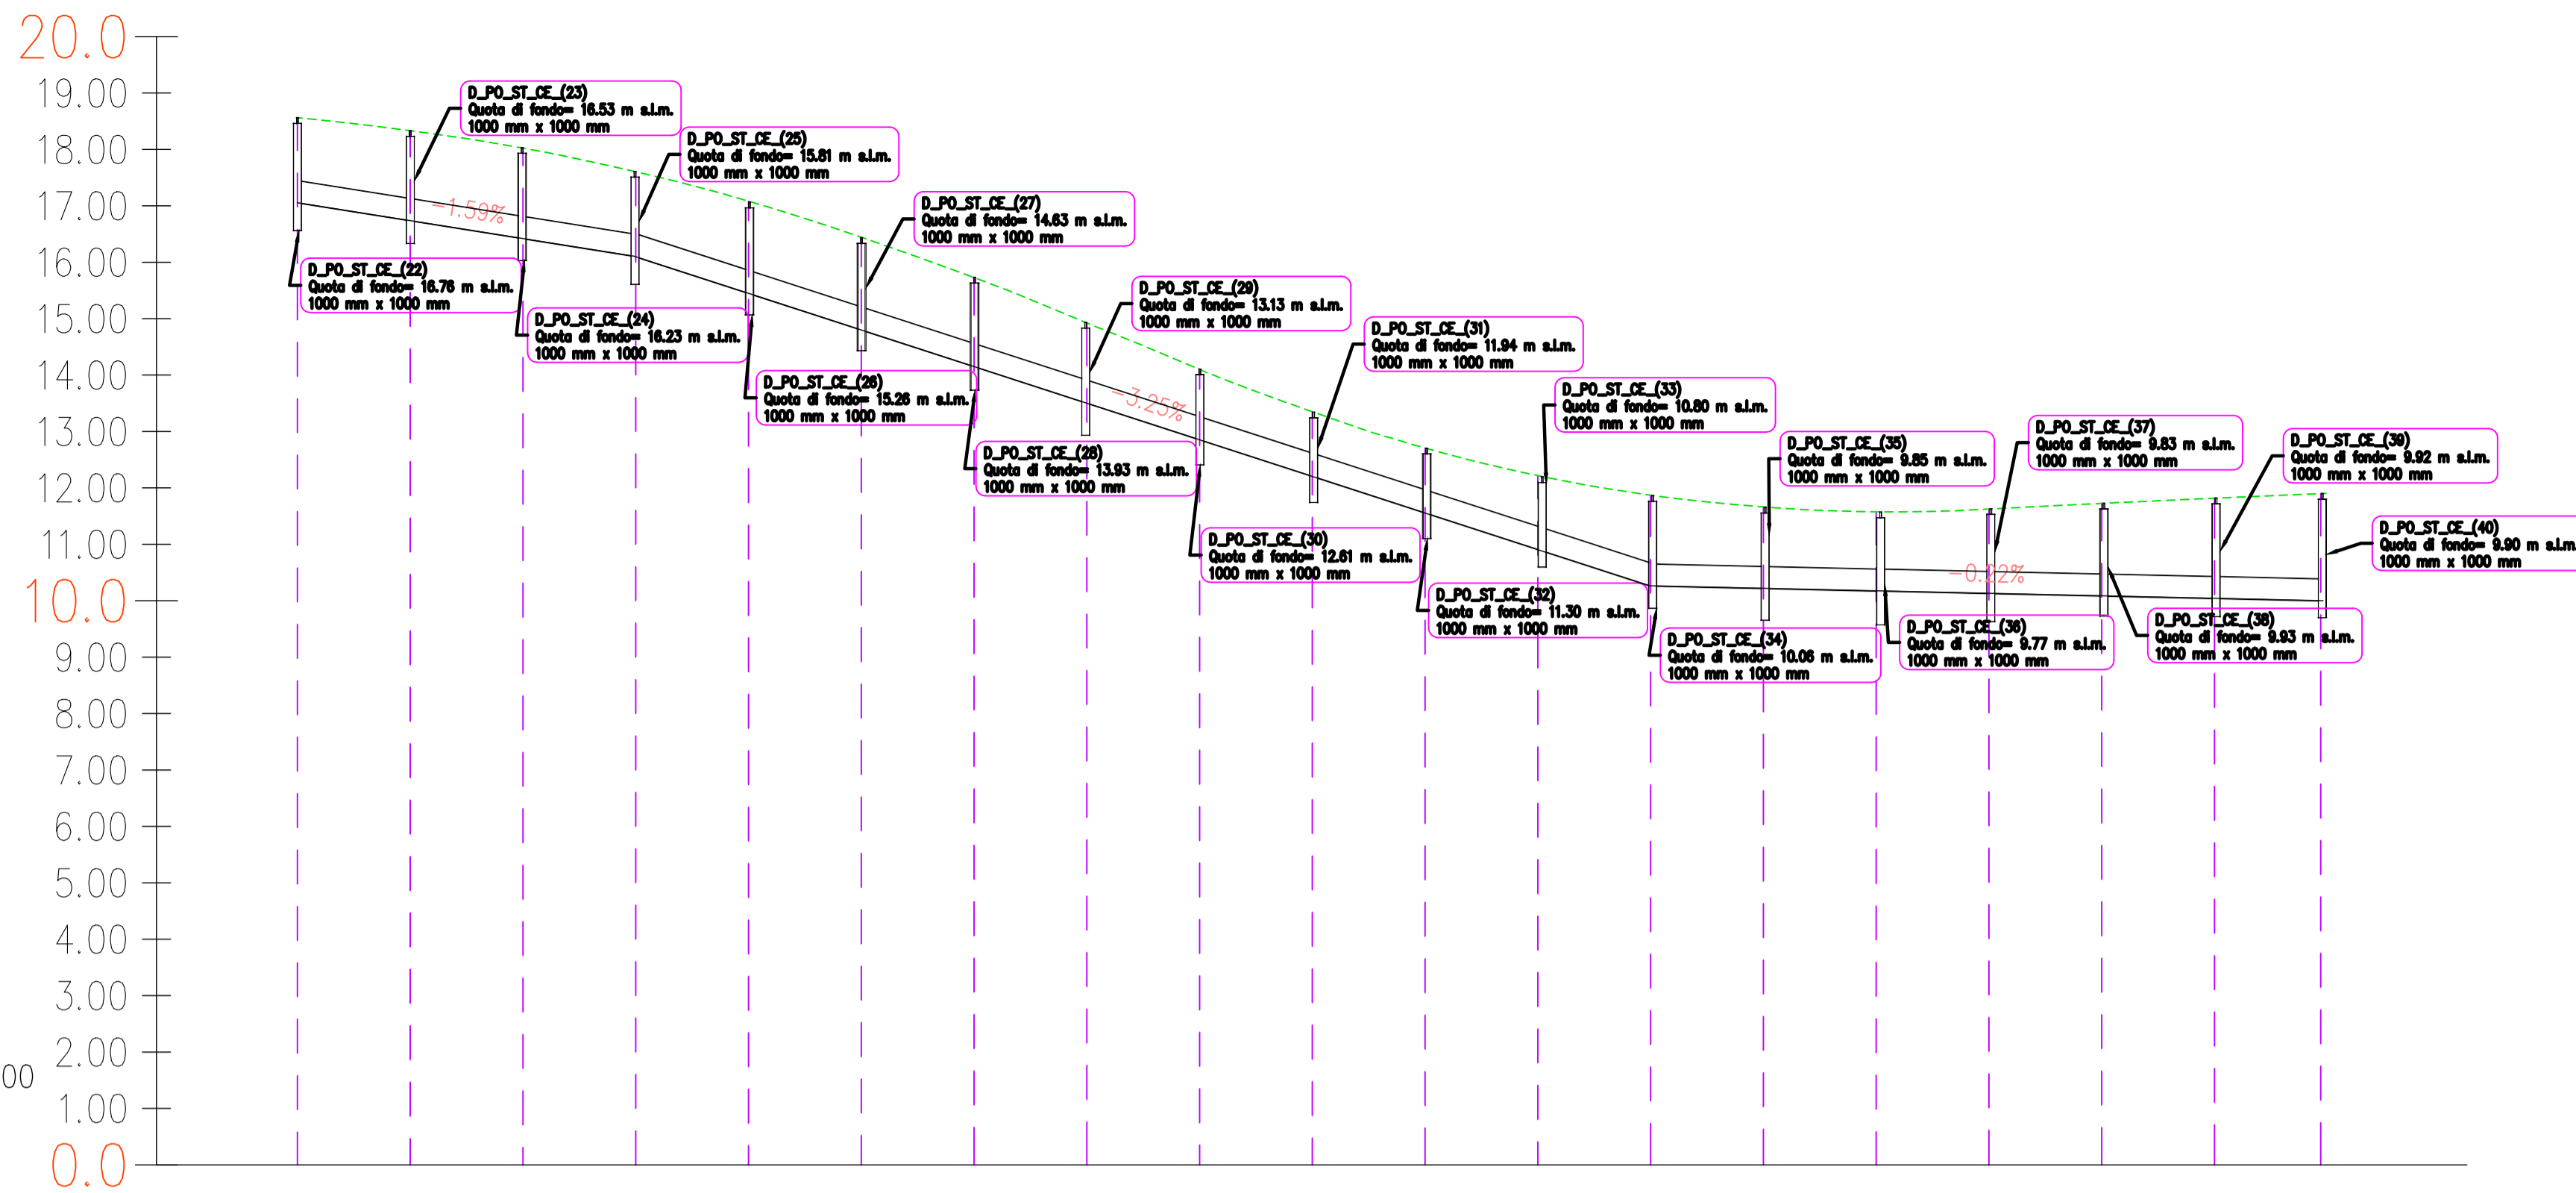 20.0
19.00
18.00
17.00
16.00
15.00
14.00
13.00
12.00
11.00
10.0
9.00
8.00
7.00
6.00
5.00
4.00
3.00
2.00
1.00
0.0
00
D_PO_ST_CE_(22)
Quota di fondo= 16.76 m s.l.m.
1000 mm x 1000 mm
D_PO_ST_CE_(23)
Quota di fondo= 16.53 m s.l.m.
1000 mm x 1000 mm
-1.59%
D_PO_ST_CE_(24)
Quota di fondo= 16.23 m s.l.m.
1000 mm x 1000 mm
D_PO_ST_CE_(25)
Quota di fondo= 15.81 m s.l.m.
1000 mm x 1000 mm
D_PO_ST_CE_(26)
Quota di fondo= 15.26 m s.l.m.
1000 mm x 1000 mm
D_PO_ST_CE_(27)
Quota di fondo= 14.63 m s.l.m.
1000 mm x 1000 mm
D_PO_ST_CE_(28)
Quota di fondo= 13.93 m s.l.m.
1000 mm x 1000 mm
D_PO_ST_CE_(29)
Quota di fondo= 13.13 m s.l.m.
1000 mm x 1000 mm
-3.25%
D_PO_ST_CE_(30)
Quota di fondo= 12.61 m s.l.m.
1000 mm x 1000 mm
D_PO_ST_CE_(31)
Quota di fondo= 11.94 m s.l.m.
1000 mm x 1000 mm
D_PO_ST_CE_(32)
Quota di fondo= 11.30 m s.l.m.
1000 mm x 1000 mm
D_PO_ST_CE_(33)
Quota di fondo= 10.80 m s.l.m.
1000 mm x 1000 mm
D_PO_ST_CE_(34)
Quota di fondo= 10.06 m s.l.m.
1000 mm x 1000 mm
D_PO_ST_CE_(35)
Quota di fondo= 9.85 m s.l.m.
1000 mm x 1000 mm
D_PO_ST_CE_(36)
Quota di fondo= 9.77 m s.l.m.
1000 mm x 1000 mm
D_PO_ST_CE_(37)
Quota di fondo= 9.83 m s.l.m.
1000 mm x 1000 mm
-0.22%
D_PO_ST_CE_(38)
Quota di fondo= 9.93 m s.l.m.
1000 mm x 1000 mm
D_PO_ST_CE_(39)
Quota di fondo= 9.92 m s.l.m.
1000 mm x 1000 mm
D_PO_ST_CE_(40)
Quota di fondo= 9.90 m s.l.m.
1000 mm x 1000 mm